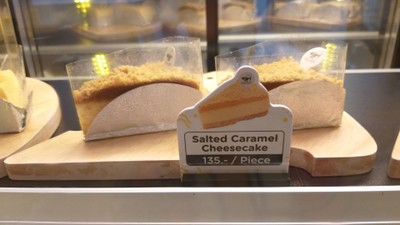 Salted Caramel
Cheesecake
135.- / Piece